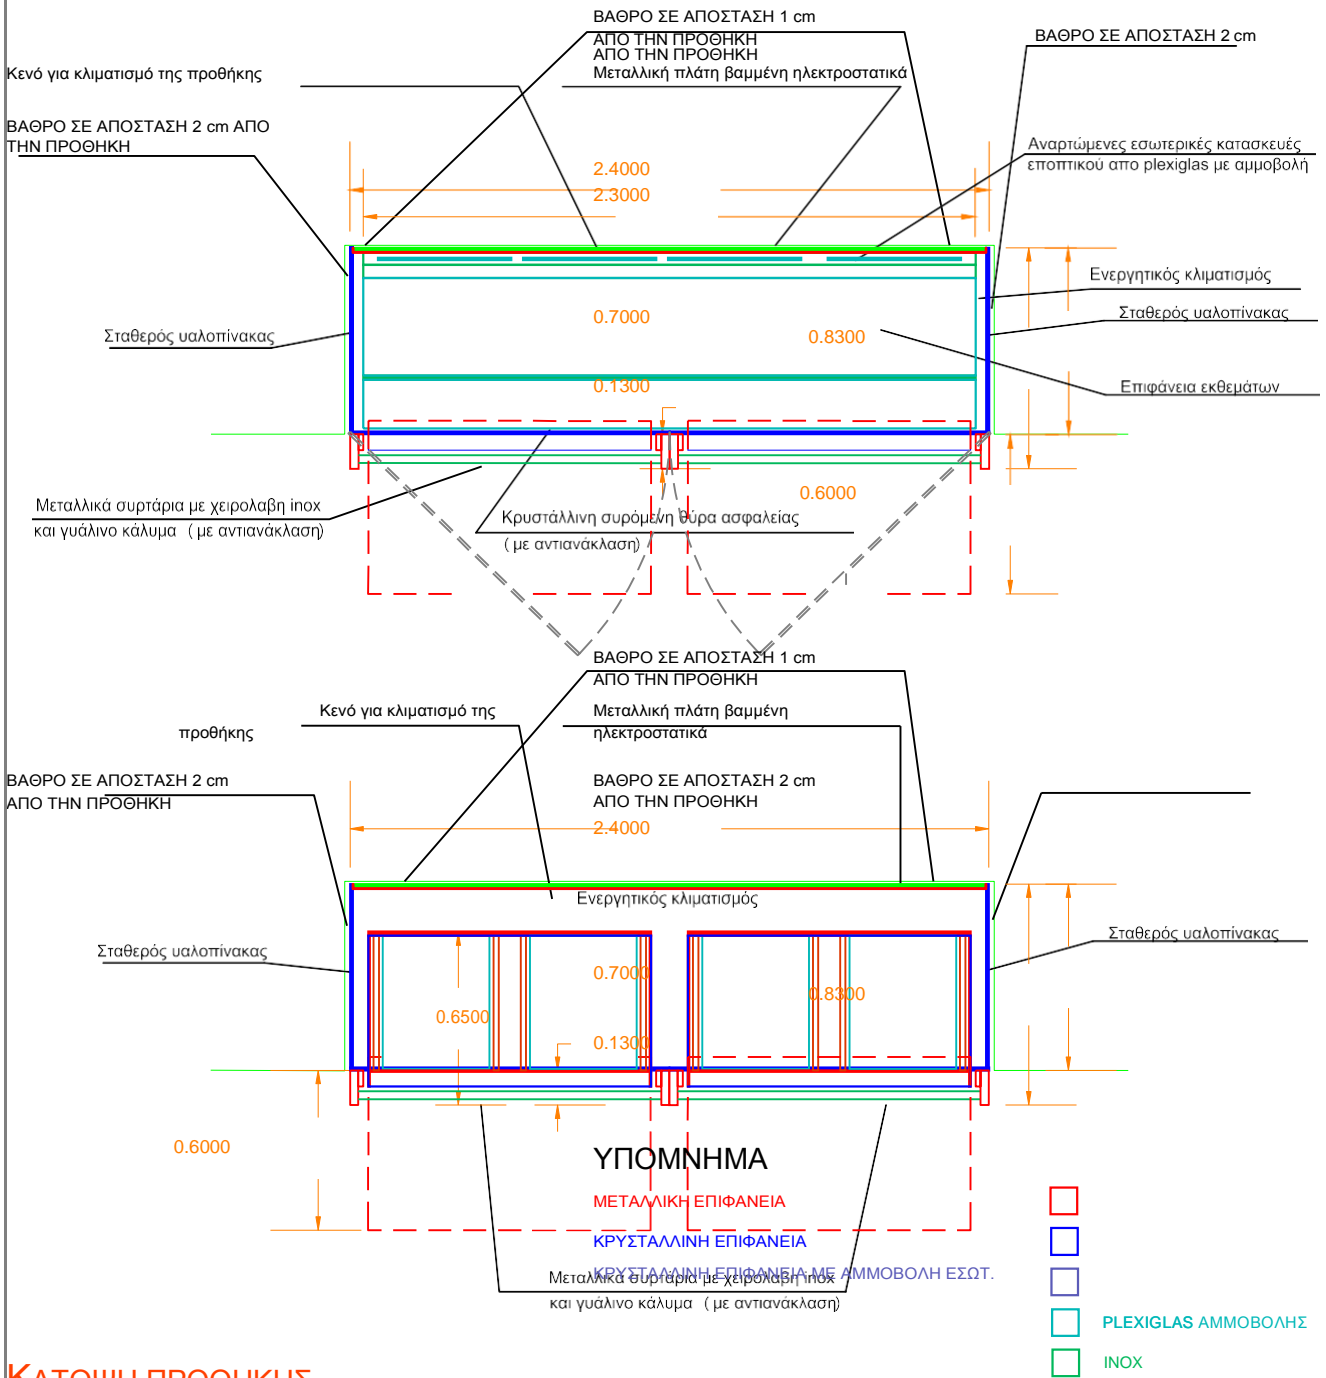 ΒΑΘΡΟ ΣΕ ΑΠΟΣΤΑΣΗ 1 cm
ΑΠΟ ΤΗΝ ΠΡΟΘΗΚΗ
ΑΠΟ ΤΗΝ ΠΡΟΘΗΚΗ
ΒΑΘΡΟ ΣΕ ΑΠΟΣΤΑΣΗ 2 cm
Κενό για κλιματισμό της προθήκης
Μεταλλική πλάτη βαμμένη ηλεκτροστατικά
ΒΑΘΡΟ ΣΕ ΑΠΟΣΤΑΣΗ 2 cm ΑΠΟ
ΤΗΝ ΠΡΟΘΗΚΗ
Αναρτώμενες εσωτερικές κατασκευές
εποπτικού απο plexiglas με αμμοβολή
2.4000
2.3000
Ενεργητικός κλιματισμός
Σταθερός υαλοπίνακας
0.7000
0.8300
Σταθερός υαλοπίνακας
0.1300
Επιφάνεια εκθεμάτων
0.6000
Μεταλλικά συρτάρια με χειρολαβη inox
και γυάλινο κάλυμα ( με αντιανάκλαση)
Κρυστάλλινη συρόμενη θύρα ασφαλείας
( με αντιανάκλαση)
ΒΑΘΡΟ ΣΕ ΑΠΟΣΤΑΣΗ 1 cm
ΑΠΟ ΤΗΝ ΠΡΟΘΗΚΗ
Κενό για κλιματισμό της
προθήκης
Μεταλλική πλάτη βαμμένη
ηλεκτροστατικά
ΒΑΘΡΟ ΣΕ ΑΠΟΣΤΑΣΗ 2 cm
ΑΠΟ ΤΗΝ ΠΡΟΘΗΚΗ
ΒΑΘΡΟ ΣΕ ΑΠΟΣΤΑΣΗ 2 cm
ΑΠΟ ΤΗΝ ΠΡΟΘΗΚΗ
2.4000
Ενεργητικός κλιματισμός
Σταθερός υαλοπίνακας
Σταθερός υαλοπίνακας
0.7000
0.8300
0.6500
0.1300
0.6000
ΥΠΟΜΝΗΜΑ
ΜΕΤΑΛΛΙΚΗ ΕΠΙΦΑΝΕΙΑ
ΚΡΥΣΤΑΛΛΙΝΗ ΕΠΙΦΑΝΕΙΑ
ΚΡΥΣΤΑΛΛΙΝΗ ΕΠΙΦΑΝΕΙΑ ΜΕ ΑΜΜΟΒΟΛΗ ΕΣΩΤ.
Μεταλλικά συρτάρια με χειρολαβη inox
και γυάλινο κάλυμα ( με αντιανάκλαση)
PLEXIGLAS ΑΜΜΟΒΟΛΗΣ
INOX
ΚΑΤΟΨΗ ΠΡΟΘΗΚΗΣ